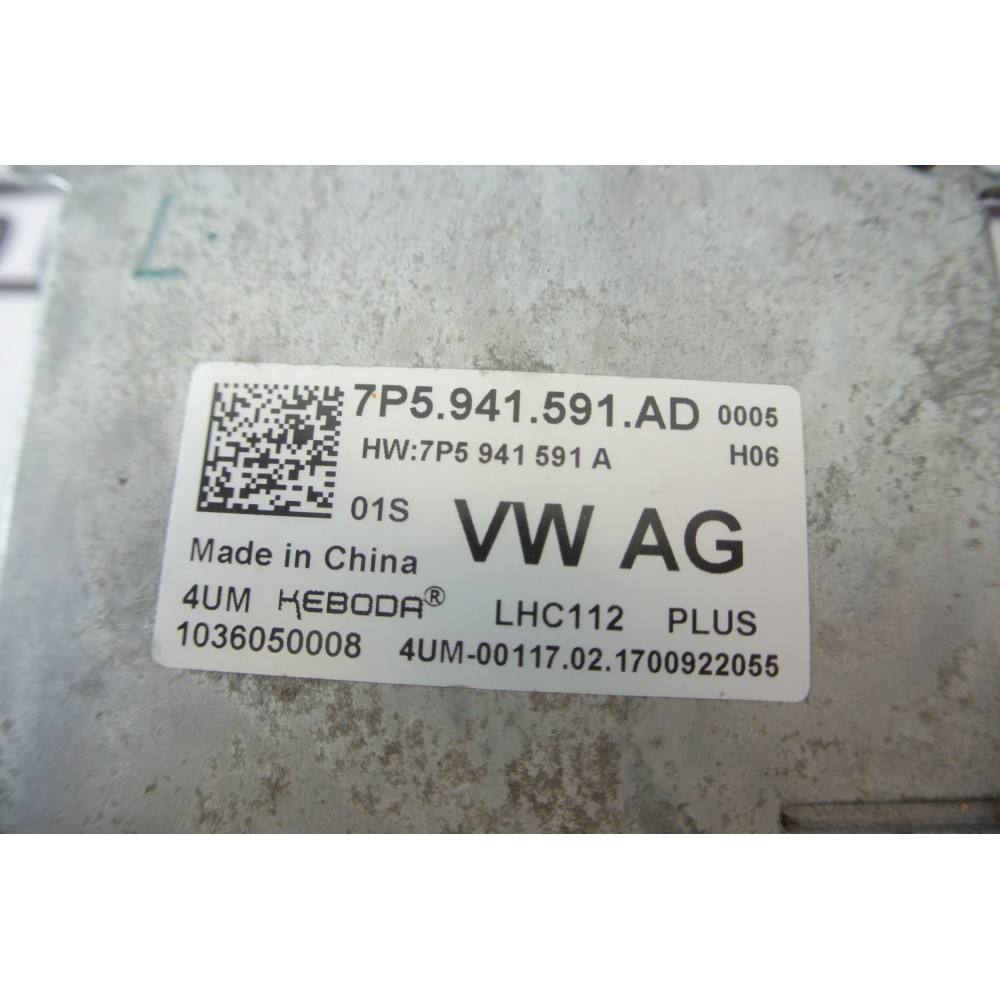 L
7P5.941.591.AD 0005
HW:7P5 941 591 A H06
01S VW AG
Made in China
4UM KEBODA® LHC112 PLUS
1036050008 4UM-00117.02.1700922055